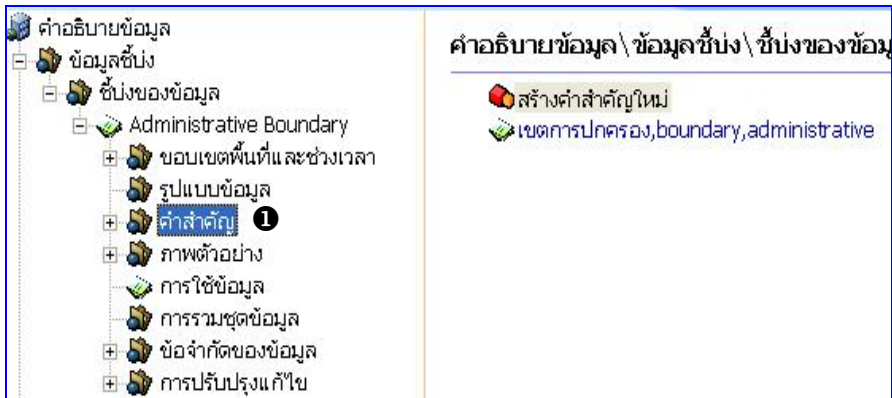 คำอธิบายข้อมูล
ข้อมูลชี้บ่ง
ชี้บ่งของข้อมูล
Administrative Boundary
ขอบเขตพื้นที่และช่วงเวลา
รูปแบบข้อมูล
คำสำคัญ ❶
ภาพตัวอย่าง
การใช้ข้อมูล
การรวมชุดข้อมูล
ข้อจำกัดของข้อมูล
การปรับปรุงแก้ไข
คำอธิบายข้อมูล\ข้อมูลชี้บ่ง\ชี้บ่งของข้อมู
สร้างคำสำคัญใหม่
เขตการปกครอง,boundary,administrative